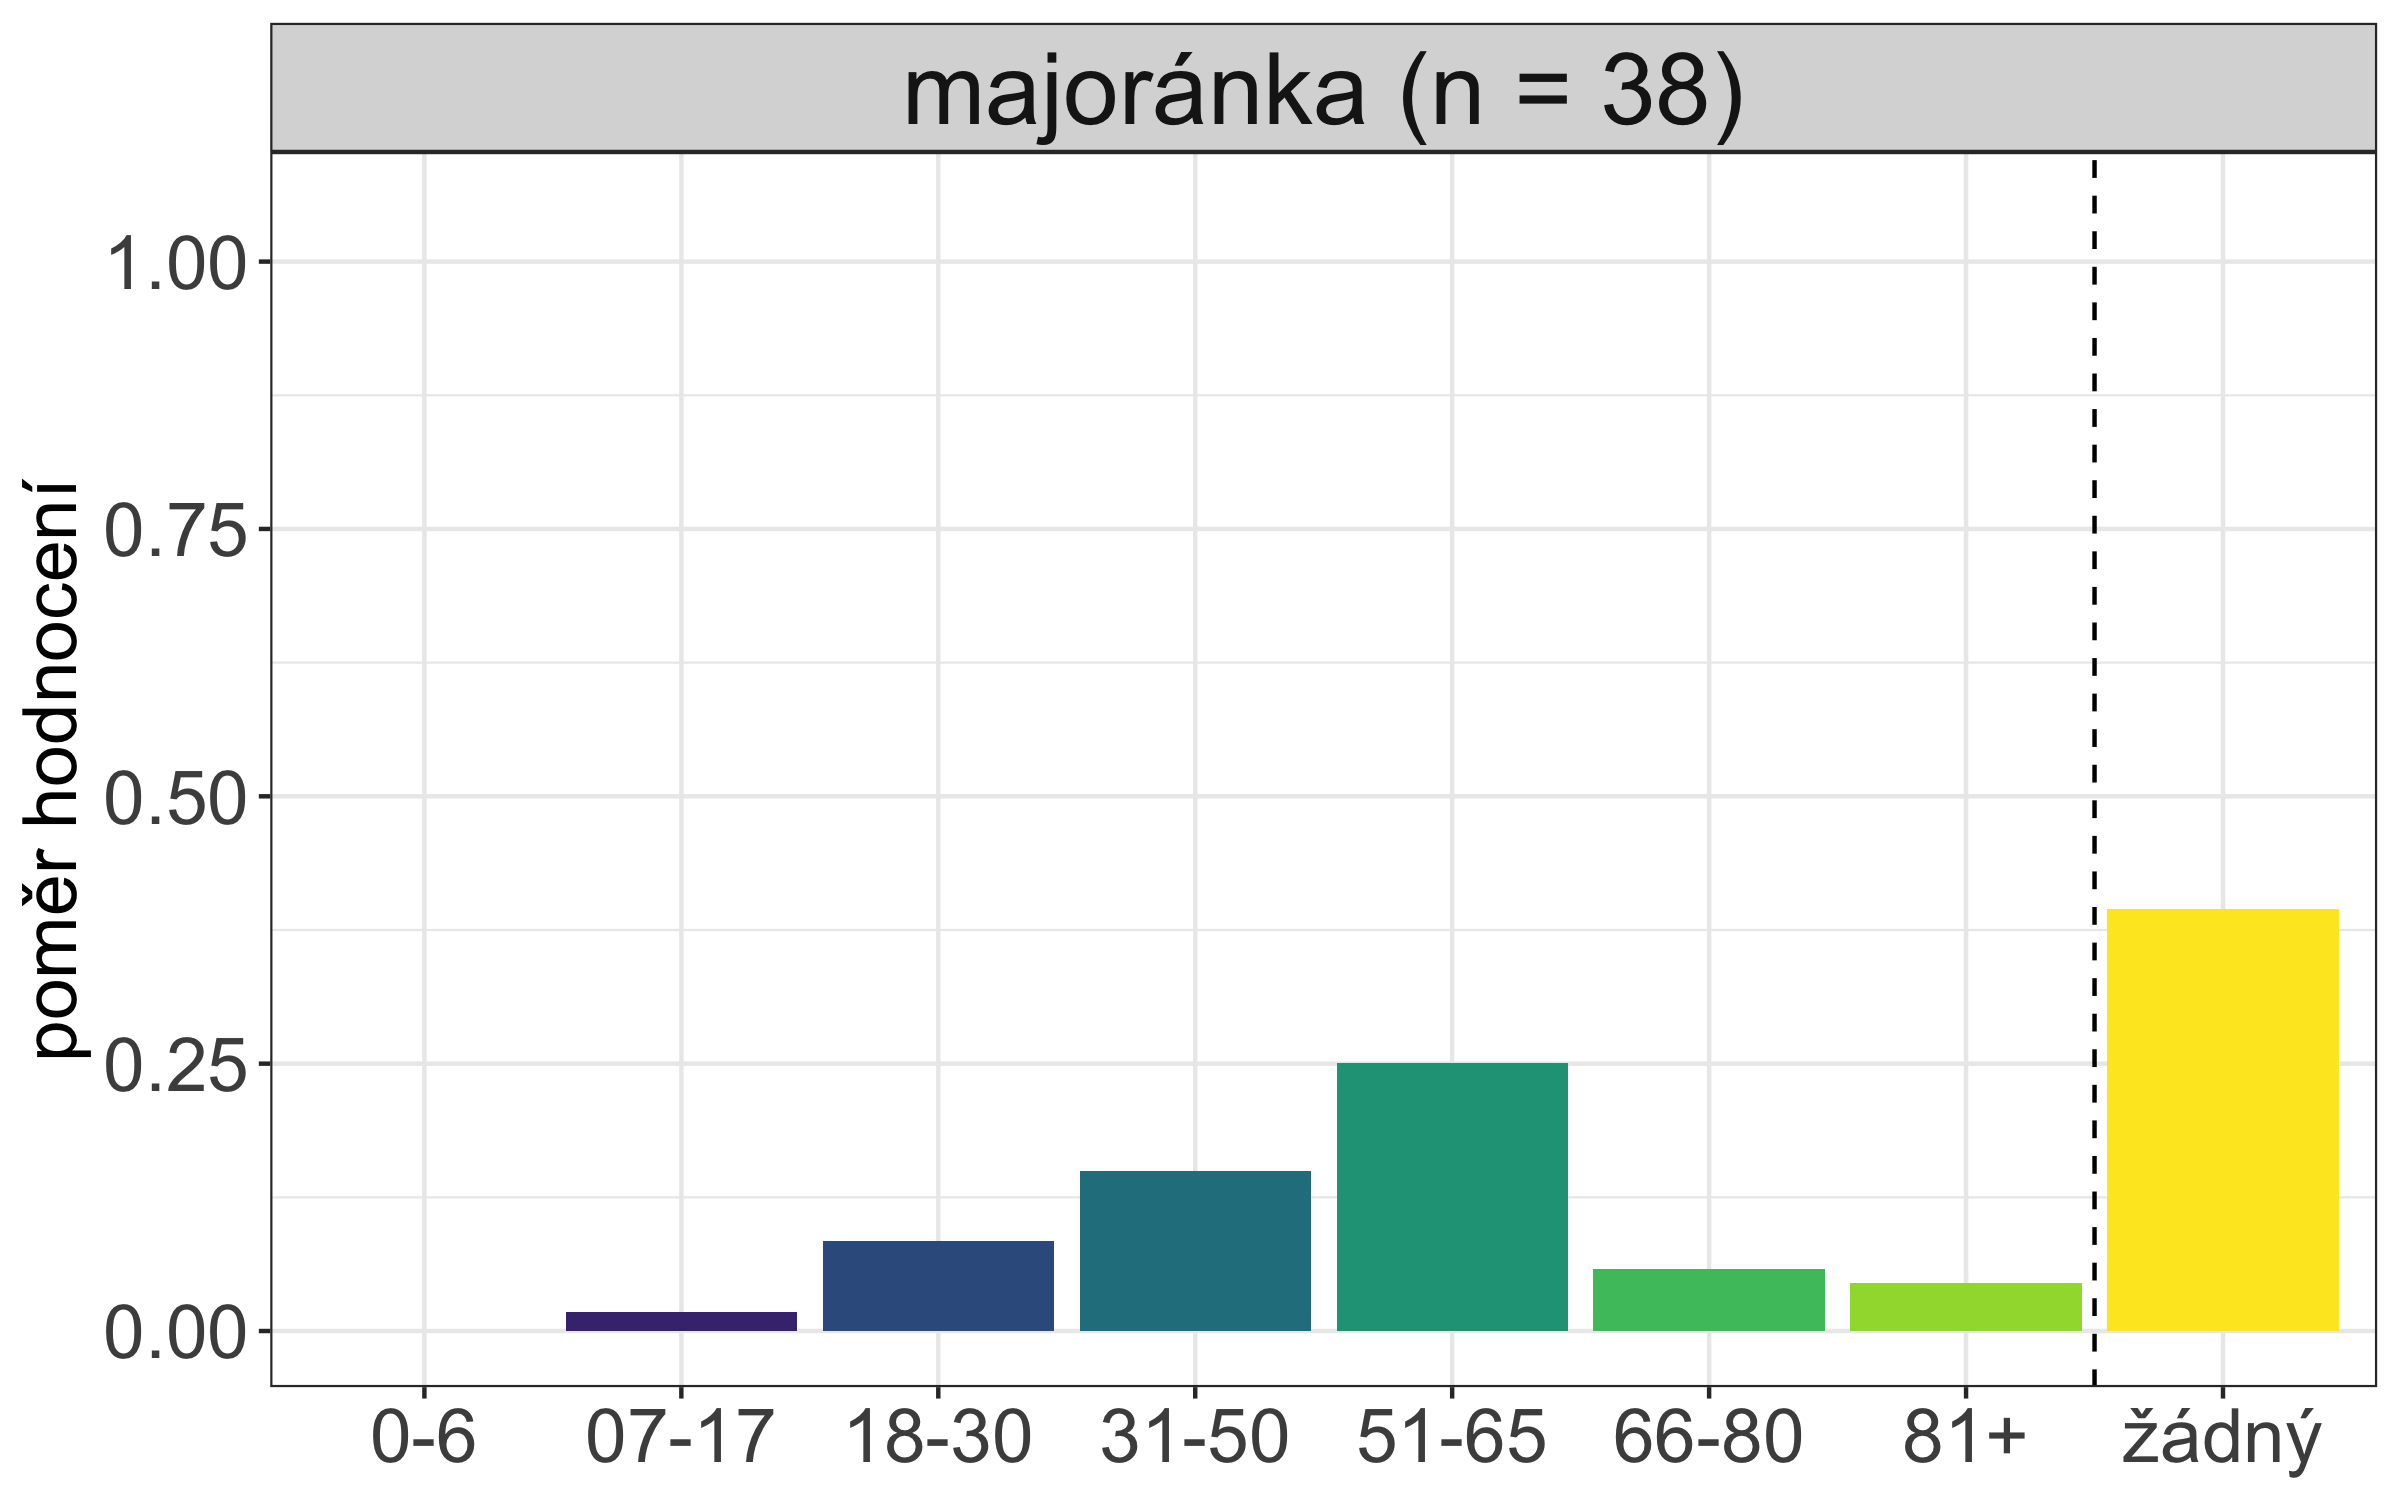 majoránka (n = 38)
poměr hodnocení
1.00
0.75
0.50
0.25
0.00
0-6 07-17 18-30 31-50 51-65 66-80 81+ žádný